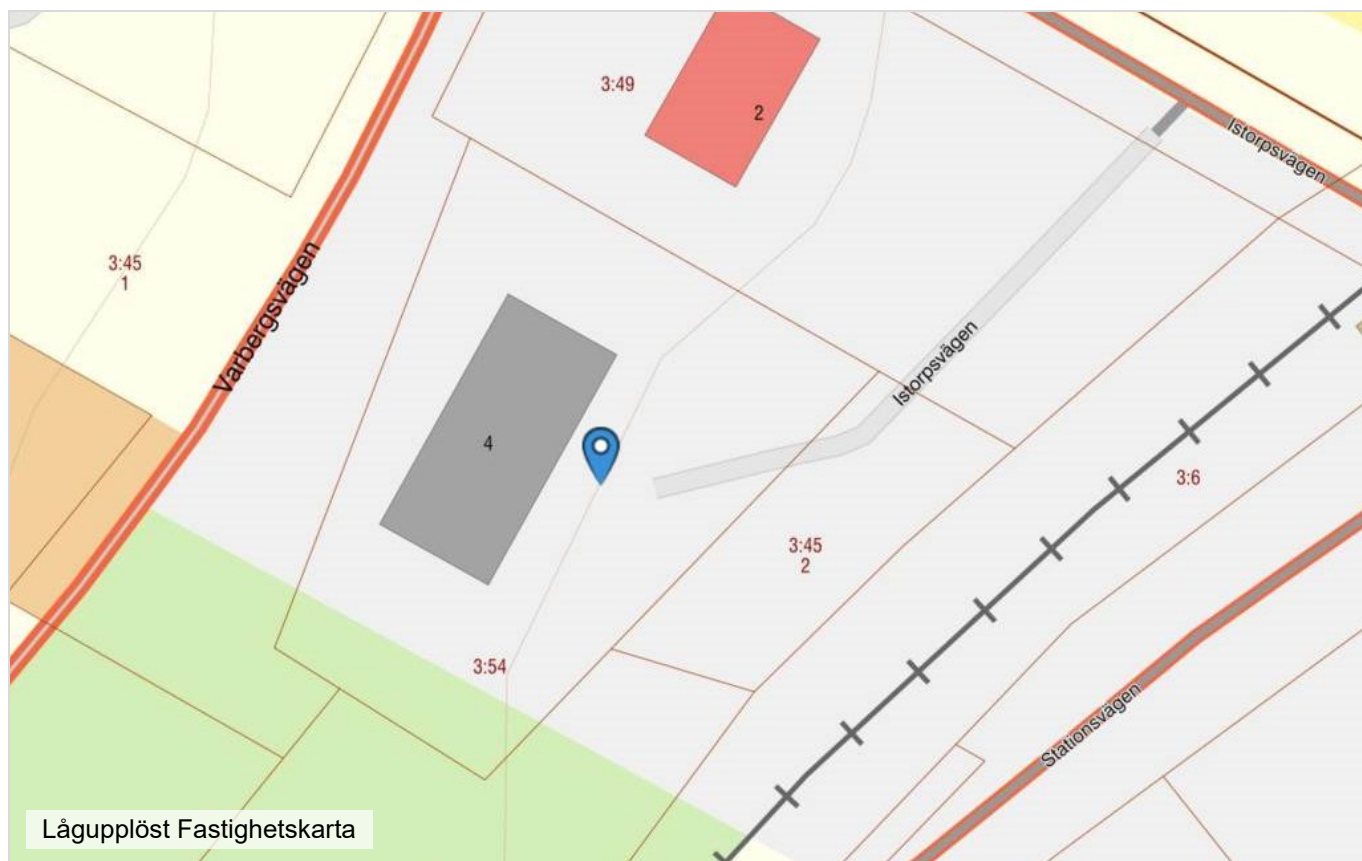 3:49
2
Istorpsvägen
3:45
1
Varbergsvägen
Istorpsvägen
4
3:6
3:45
2
3:54
Stationsvägen
Lågupplöst Fastighetskarta